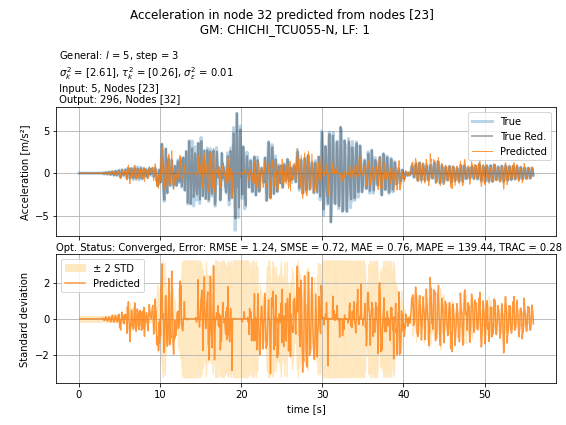 Acceleration in node 32 predicted from nodes [23]
GM: CHICHI_TCU055-N, LF: 1
General: l = 5, step = 3
σ²ₖ = [2.61], τ²ₖ = [0.26], σ²ε = 0.01
Input: 5, Nodes [23]
Output: 296, Nodes [32]
Acceleration [m/s²]
5
0
−5
True
True Red.
Predicted
Opt. Status: Converged, Error: RMSE = 1.24, SMSE = 0.72, MAE = 0.76, MAPE = 139.44, TRAC = 0.28
Standard deviation
2
0
−2
± 2 STD
Predicted
0 10 20 30 40 50
time [s]